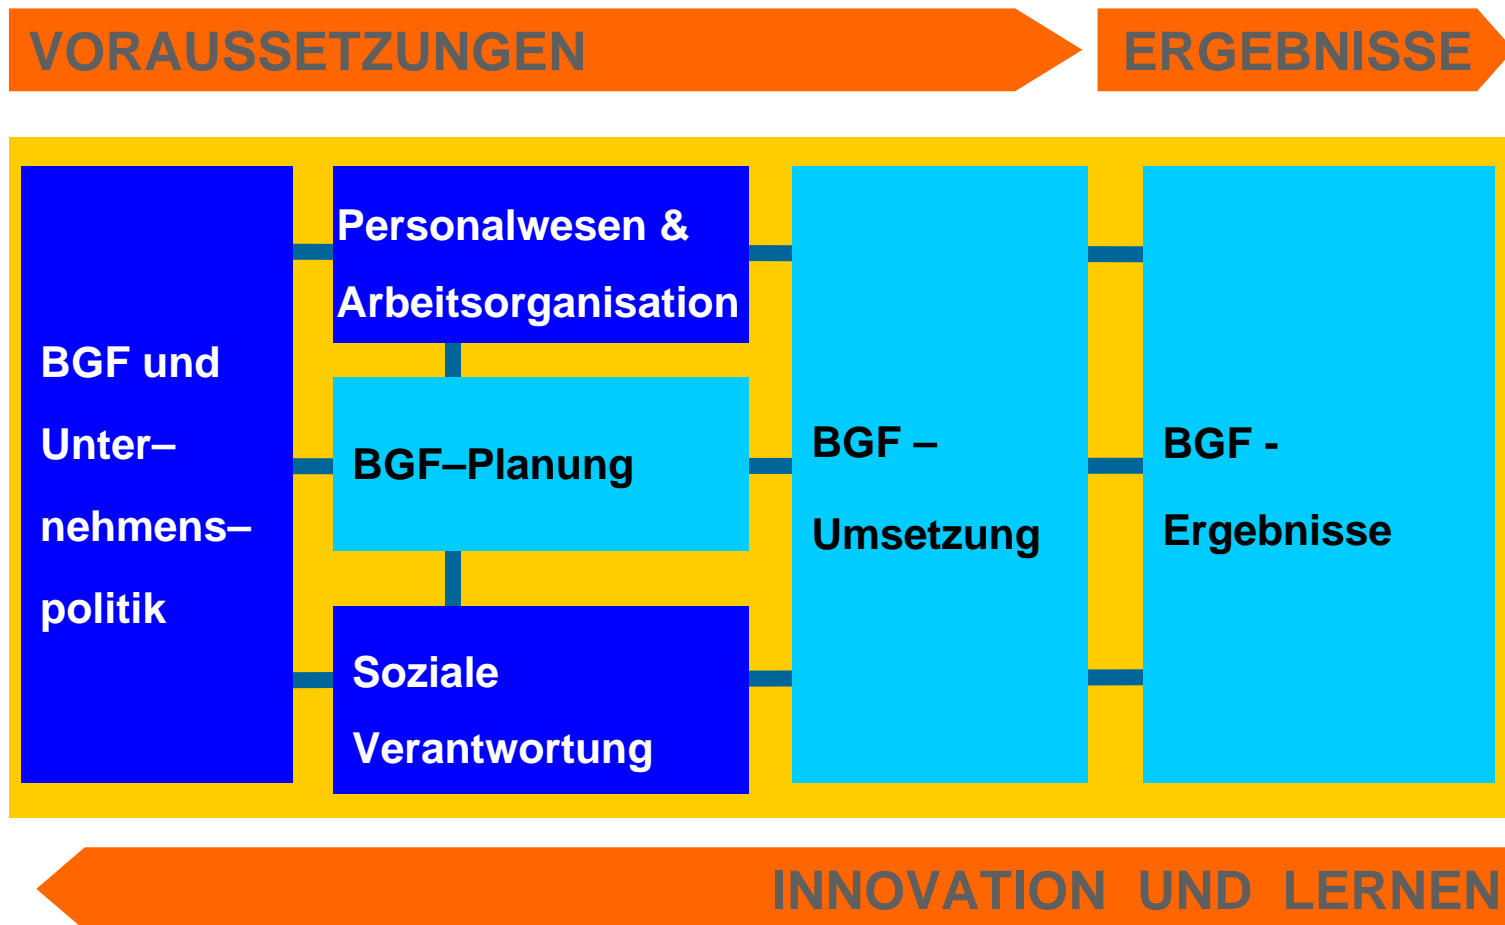 VORAUSSETZUNGEN
ERGEBNISSE
BGF und
Unter–
nehmens–
politik
Personalwesen &
Arbeitsorganisation
BGF–Planung
Soziale
Verantwortung
BGF –
Umsetzung
BGF -
Ergebnisse
INNOVATION UND LERNEN